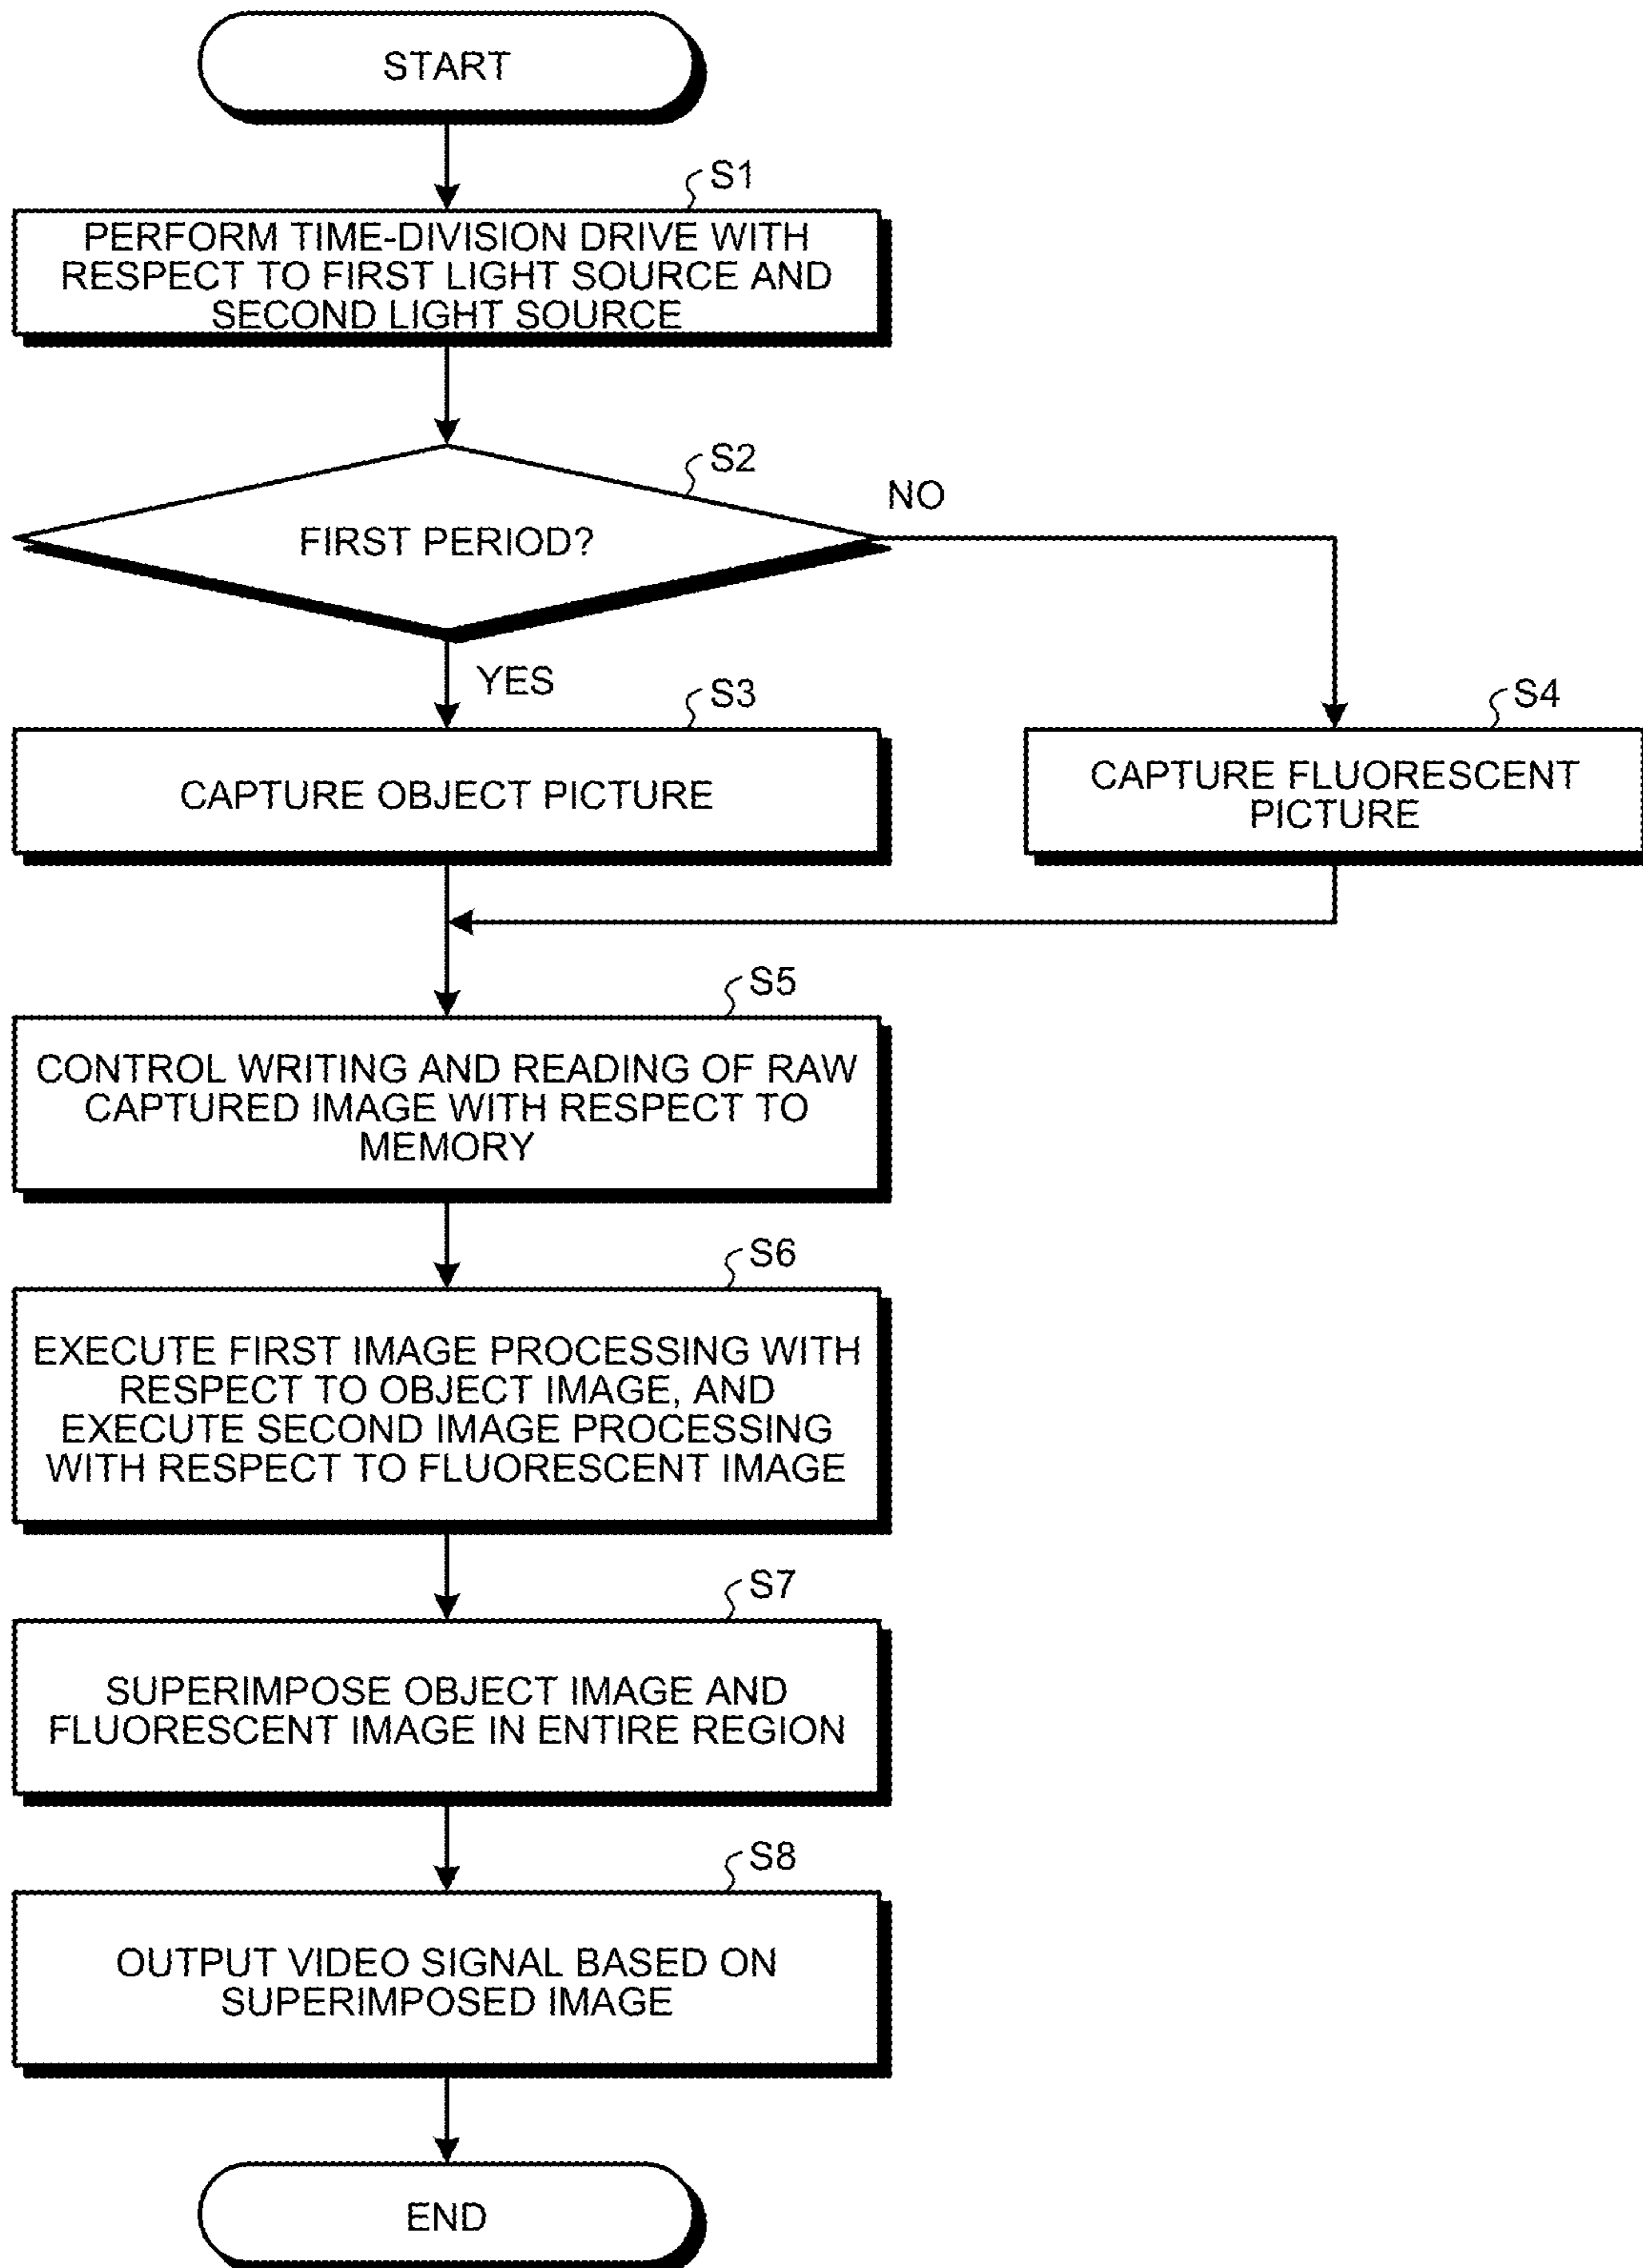 START
S1
PERFORM TIME-DIVISION DRIVE WITH
RESPECT TO FIRST LIGHT SOURCE AND
SECOND LIGHT SOURCE
S2
NO
FIRST PERIOD?
YES
S3
CAPTURE OBJECT PICTURE
S4
CAPTURE FLUORESCENT
PICTURE
S5
CONTROL WRITING AND READING OF RAW
CAPTURED IMAGE WITH RESPECT TO
MEMORY
S6
EXECUTE FIRST IMAGE PROCESSING WITH
RESPECT TO OBJECT IMAGE, AND
EXECUTE SECOND IMAGE PROCESSING
WITH RESPECT TO FLUORESCENT IMAGE
S7
SUPERIMPOSE OBJECT IMAGE AND
FLUORESCENT IMAGE IN ENTIRE REGION
S8
OUTPUT VIDEO SIGNAL BASED ON
SUPERIMPOSED IMAGE
END